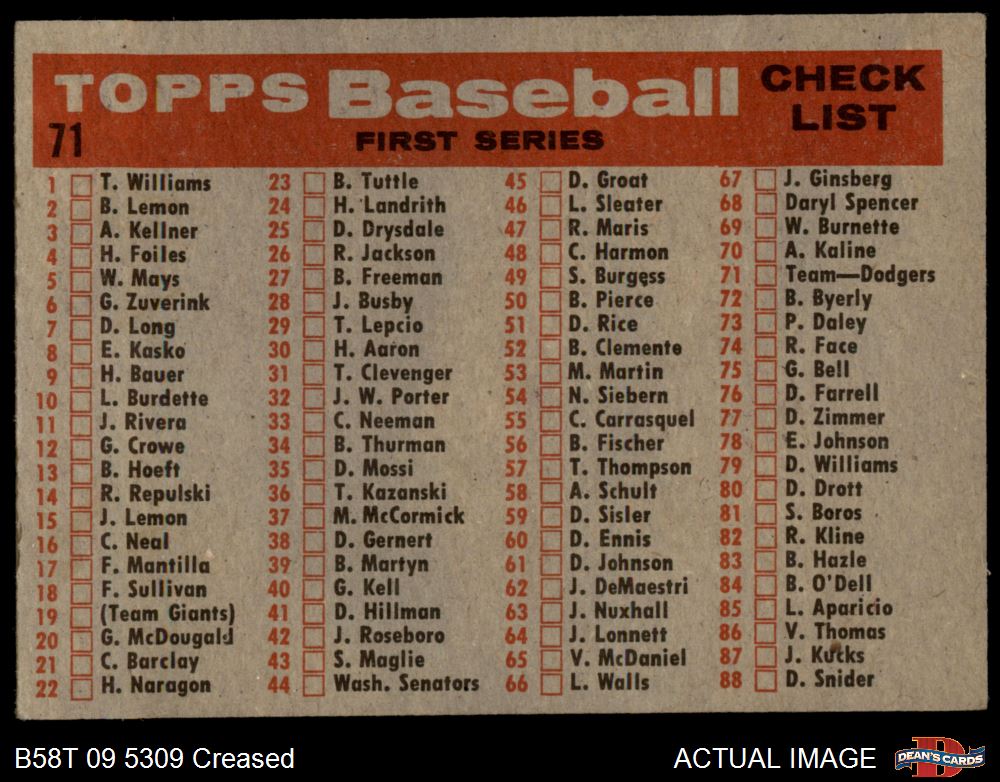 TOPPS Baseball CHECK LIST
71
FIRST SERIES
1 T. Williams
2 B. Lemon
3 A. Kellner
4 H. Foiles
5 W. Mays
6 G. Zuverink
7 D. Long
8 E. Kasko
9 H. Bauer
10 L. Burdette
11 J. Rivera
12 G. Crowe
13 B. Hoeft
14 R. Repulski
15 J. Lemon
16 C. Neal
17 F. Mantilla
18 F. Sullivan
19 (Team Giants)
20 G. McDougald
21 C. Barclay
22 H. Naragon
23 B. Tuttle
24 H. Landrith
25 D. Drysdale
26 R. Jackson
27 B. Freeman
28 J. Busby
29 T. Lepcio
30 H. Aaron
31 T. Clevenger
32 J. W. Porter
33 C. Neeman
34 B. Thurman
35 D. Mossi
36 T. Kazanski
37 M. McCormick
38 D. Gernert
39 B. Martyn
40 G. Kell
41 D. Hillman
42 J. Roseboro
43 S. Maglie
44 Wash. Senators
45 D. Groat
46 L. Sleater
47 R. Maris
48 C. Harmon
49 S. Burgess
50 B. Pierce
51 D. Rice
52 B. Clemente
53 M. Martin
54 N. Siebern
55 C. Carrasquel
56 B. Fischer
57 T. Thompson
58 A. Schult
59 D. Sisler
60 D. Ennis
61 D. Johnson
62 J. DeMaestri
63 J. Nuxhall
64 J. Lonnett
65 V. McDaniel
66 L. Walls
67 J. Ginsberg
68 Daryl Spencer
69 W. Burnette
70 A. Kaline
71 Team—Dodgers
72 B. Byerly
73 P. Daley
74 R. Face
75 G. Bell
76 D. Farrell
77 D. Zimmer
78 E. Johnson
79 D. Williams
80 D. Drott
81 S. Boros
82 R. Kline
83 B. Hazle
84 B. O'Dell
85 L. Aparicio
86 V. Thomas
87 J. Kucks
88 D. Snider
B58T 09 5309 Creased
ACTUAL IMAGE
D
DEAN'S CARDS